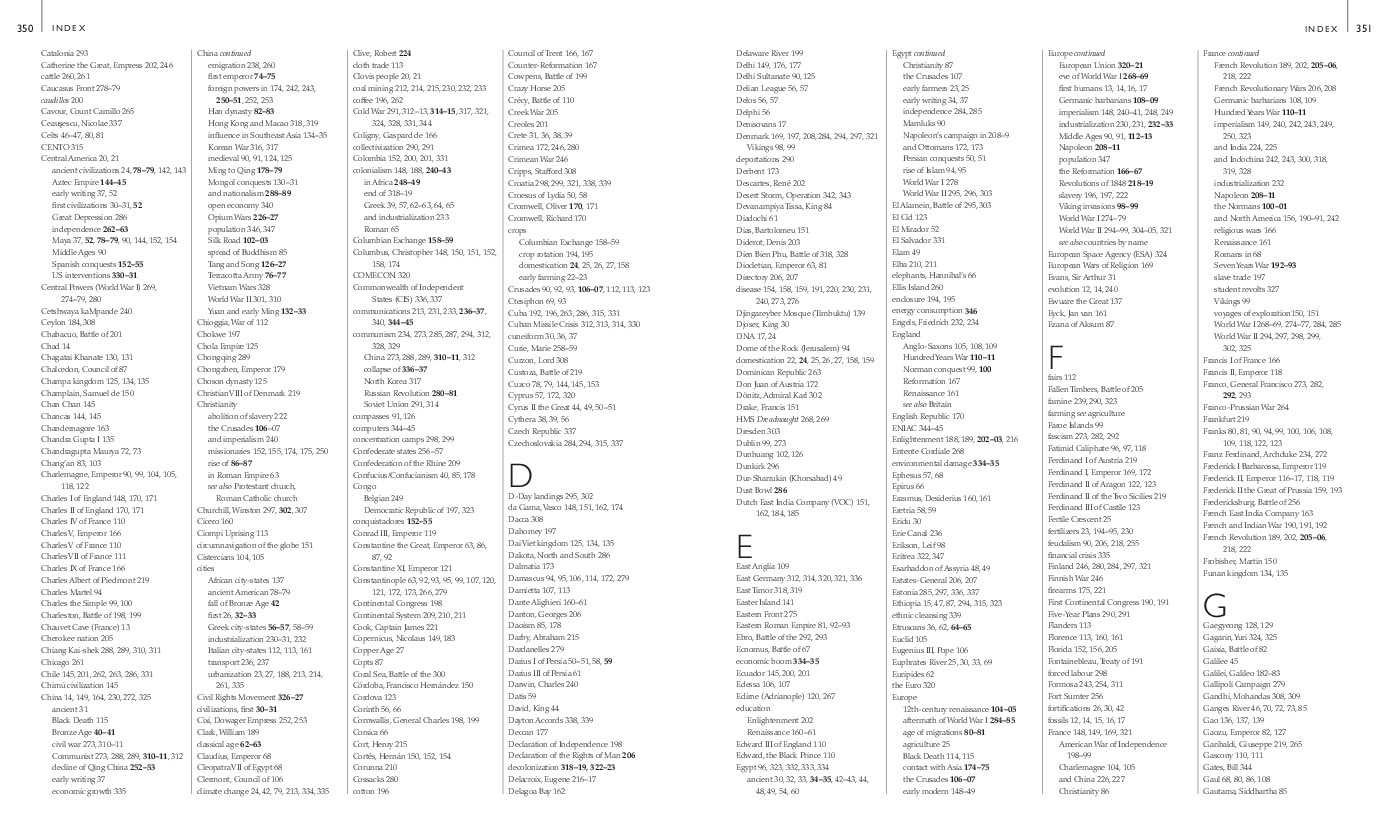 350 INDEX
Catalonia 293
Catherine the Great, Empress 202, 246
cattle 260, 261
Caucasus Front 278–79
caudillos 200
Cavour, Count Camillo 265
Ceaușescu, Nicolae 337
Celts 46–47, 80, 81
CENTO 315
Central America 20, 21
ancient civilizations 24, 78–79, 142, 143
Aztec Empire 144–45
early writing 37, 52
first civilizations 30–31, 52
Great Depression 286
independence 262–63
Maya 37, 52, 78–79, 90, 144, 152, 154
Middle Ages 90
Spanish conquests 152–55
US interventions 330–31
Central Powers (World War I) 269,
274–79, 280
Cetshwayo kaMpande 240
Ceylon 184, 308
Chabacuo, Battle of 201
Chad 14
Chagatai Khanate 130, 131
Chalcedon, Council of 87
Champa kingdom 125, 134, 135
Champlain, Samuel de 150
Chan Chan 145
Chancas 144, 145
Chandernagore 163
Chandra Gupta I 135
Chandragupta Maurya 72, 73
Chang'an 83, 103
Charlemagne, Emperor 90, 99, 104, 105,
118, 122
Charles I of England 148, 170, 171
Charles II of England 170, 171
Charles IV of France 110
Charles V, Emperor 166
Charles V of France 110
Charles VII of France 111
Charles IX of France 166
Charles Albert of Piedmont 219
Charles Martel 94
Charles the Simple 99, 100
Charleston, Battle of 198, 199
Chauvet Cave (France) 13
Cherokee nation 205
Chiang Kai-shek 288, 289, 310, 311
Chicago 261
Chile 145, 201, 262, 263, 286, 331
Chimú civilization 145
China 14, 149, 164, 230, 272, 325
ancient 31
Black Death 115
Bronze Age 40–41
civil war 273, 310–11
Communist 273, 288, 289, 310–11, 312
decline of Qing China 252–53
early writing 37
economic growth 335
China continued
emigration 238, 260
first emperor 74–75
foreign powers in 174, 242, 243,
250–51, 252, 253
Han dynasty 82–83
Hong Kong and Macao 318, 319
influence in Southeast Asia 134–35
Korean War 316, 317
medieval 90, 91, 124, 125
Ming to Qing 178–79
Mongol conquests 130–31
and nationalism 288–89
open economy 340
Opium Wars 226–27
population 346, 347
Silk Road 102–03
spread of Buddhism 85
Tang and Song 126–27
Terracotta Army 76–77
Vietnam Wars 328
World War II 301, 310
Yuan and early Ming 132–33
Chioggia, War of 112
Chokwe 197
Chola Empire 125
Chongqing 289
Chongzhen, Emperor 179
Choson dynasty 125
Christian VIII of Denmark 219
Christianity
abolition of slavery 222
the Crusades 106–07
and imperialism 240
missionaries 152, 155, 174, 175, 250
rise of 86–87
in Roman Empire 63
see also Protestant church,
Roman Catholic church
Churchill, Winston 297, 302, 307
Cicero 160
Ciompi Uprising 113
circumnavigation of the globe 151
Cistercians 104, 105
cities
African city-states 137
ancient American 78–79
fall of Bronze Age 42
first 26, 32–33
Greek city-states 56–57, 58–59
industrialization 230–31, 232
Italian city-states 112, 113, 161
transport 236, 237
urbanization 23, 27, 188, 213, 214,
261, 335
Civil Rights Movement 326–27
civilizations, first 30–31
Cixi, Dowager Empress 252, 253
Clark, William 189
classical age 62–63
Claudius, Emperor 68
Cleopatra VII of Egypt 68
Clermont, Council of 106
climate change 24, 42, 79, 213, 334, 335
Clive, Robert 224
cloth trade 113
Clovis people 20, 21
coal mining 212, 214, 215, 230, 232, 233
coffee 196, 262
Cold War 291, 312–13, 314–15, 317, 321,
324, 328, 331, 344
Coligny, Gaspard de 166
collectivization 290, 291
Colombia 152, 200, 201, 331
colonialism 148, 188, 240–43
in Africa 248–49
end of 318–19
Greek 39, 57, 62–63, 64, 65
and industrialization 233
Roman 65
Columbian Exchange 158–59
Columbus, Christopher 148, 150, 151, 152,
158, 174
COMECON 320
Commonwealth of Independent
States (CIS) 336, 337
communications 213, 231, 233, 236–37,
340, 344–45
communism 234, 273, 285, 287, 294, 312,
328, 329
China 273, 288, 289, 310–11, 312
collapse of 336–37
North Korea 317
Russian Revolution 280–81
Soviet Union 291, 314
compasses 91, 126
computers 344–45
concentration camps 298, 299
Confederate states 256–57
Confederation of the Rhine 209
Confucius/Confucianism 40, 85, 178
Congo
Belgian 249
Democratic Republic of 197, 323
conquistadores 152–55
Conrad III, Emperor 119
Constantine the Great, Emperor 63, 86,
87, 92
Constantine XI, Emperor 121
Constantinople 63, 92, 93, 95, 99, 107, 120,
121, 172, 173, 266, 279
Continental Congress 198
Continental System 209, 210, 211
Cook, Captain James 221
Copernicus, Nicolaus 149, 183
Copper Age 27
Copts 87
Coral Sea, Battle of the 300
Córdoba, Francisco Hernández 150
Cordova 123
Corinth 56, 66
Cornwallis, General Charles 198, 199
Corsica 66
Cort, Henry 215
Cortés, Hernán 150, 152, 154
Corunna 210
Cossacks 280
cotton 196
Council of Trent 166, 167
Counter-Reformation 167
Cowpens, Battle of 199
Crazy Horse 205
Crécy, Battle of 110
Creek War 205
Creoles 201
Crete 31, 36, 38, 39
Crimea 172, 246, 280
Crimean War 246
Cripps, Stafford 308
Croatia 298, 299, 321, 338, 339
Croesus of Lydia 50, 58
Cromwell, Oliver 170, 171
Cromwell, Richard 170
crops
Columbian Exchange 158–59
crop rotation 194, 195
domestication 24, 25, 26, 27, 158
early farming 22–23
Crusades 90, 92, 93, 106–07, 112, 113, 123
Ctesiphon 69, 93
Cuba 192, 196, 263, 286, 315, 331
Cuban Missile Crisis 312, 313, 314, 330
cuneiform 30, 36, 37
Curie, Marie 258–59
Curzon, Lord 308
Custoza, Battle of 219
Cuzco 78, 79, 144, 145, 153
Cyprus 57, 172, 320
Cyrus II the Great 44, 49, 50–51
Cythera 38, 39, 56
Czech Republic 337
Czechoslovakia 284, 294, 315, 337
D
D-Day landings 295, 302
da Gama, Vasco 148, 151, 162, 174
Dacca 308
Dahomey 197
Dai Viet kingdom 125, 134, 135
Dakota, North and South 286
Dalmatia 173
Damascus 94, 95, 106, 114, 172, 279
Damietta 107, 113
Dante Alighieri 160–61
Danton, Georges 206
Daoism 85, 178
Darby, Abraham 215
Dardanelles 279
Darius I of Persia 50–51, 58, 59
Darius III of Persia 61
Darwin, Charles 240
Datis 59
David, King 44
Dayton Accords 338, 339
Deccan 177
Declaration of Independence 198
Declaration of the Rights of Man 206
decolonization 318–19, 322–23
Delacroix, Eugene 216–17
Delagoa Bay 162
INDEX 351
Delaware River 199
Delhi 149, 176, 177
Delhi Sultanate 90, 125
Delian League 56, 57
Delos 56, 57
Delphi 56
Denisovans 17
Denmark 169, 197, 208, 284, 294, 297, 321
Vikings 98, 99
deportations 290
Derbent 173
Descartes, René 202
Desert Storm, Operation 342, 343
Devanampiya Tissa, King 84
Diadochi 61
Dias, Bartolomeu 151
Diderot, Denis 203
Dien Bien Phu, Battle of 318, 328
Diocletian, Emperor 63, 81
Directory 206, 207
disease 154, 158, 159, 191, 220, 230, 231,
240, 273, 276
Djingareyber Mosque (Timbuktu) 139
Djoser, King 30
DNA 17, 24
Dome of the Rock (Jerusalem) 94
domestication 22, 24, 25, 26, 27, 158, 159
Dominican Republic 263
Don Juan of Austria 172
Dönitz, Admiral Karl 302
Drake, Francis 151
HMS Dreadnaught 268, 269
Dresden 303
Dublin 99, 273
Dunhuang 102, 126
Dunkirk 296
Dur-Sharrukin (Khorsabad) 49
Dust Bowl 286
Dutch East India Company (VOC) 151,
162, 184, 185
E
East Anglia 109
East Germany 312, 314, 320, 321, 336
East Timor 318, 319
Easter Island 141
Eastern Front 275
Eastern Roman Empire 81, 92–93
Ebro, Battle of the 292, 293
Ecnomus, Battle of 67
economic boom 334–35
Ecuador 145, 200, 201
Edessa 106, 107
Edirne (Adrianople) 120, 267
education
Enlightenment 202
Renaissance 160–61
Edward III of England 110
Edward, the Black Prince 110
Egypt 96, 323, 332, 333, 334
ancient 30, 32, 33, 34–35, 42–43, 44,
48, 49, 54, 60
Egypt continued
Christianity 87
the Crusades 107
early farmers 23, 25
early writing 34, 37
independence 284, 285
Mamluks 90
Napoleon's campaign in 208–9
and Ottomans 172, 173
Persian conquests 50, 51
rise of Islam 94, 95
World War I 278
World War II 295, 296, 303
El Alamein, Battle of 295, 303
El Cid 123
El Mirador 52
El Salvador 331
Elam 49
Elba 210, 211
elephants, Hannibal's 66
Ellis Island 260
enclosure 194, 195
energy consumption 346
Engels, Friedrich 232, 234
England
Anglo-Saxons 105, 108, 109
Hundred Years War 110–11
Norman conquest 99, 100
Reformation 167
Renaissance 161
see also Britain
English Republic 170
ENIAC 344–45
Enlightenment 188, 189, 202–03, 216
Entente Cordiale 268
environmental damage 334–35
Ephesus 57, 68
Epirus 66
Erasmus, Desiderius 160, 161
Eretria 58, 59
Eridu 30
Erie Canal 236
Erikson, Leif 98
Eritrea 322, 347
Esarhaddon of Assyria 48, 49
Estates-General 206, 207
Estonia 285, 297, 336, 337
Ethiopia 15, 47, 87, 294, 315, 323
ethnic cleansing 339
Etruscans 36, 62, 64–65
Euclid 105
Eugenius III, Pope 106
Euphrates River 25, 30, 33, 69
Euripides 62
the Euro 320
Europe
12th-century renaissance 104–05
aftermath of World War I 284–85
age of migrations 80–81
agriculture 25
Black Death 114, 115
contact with Asia 174–75
the Crusades 106–07
early modern 148–49
Europe continued
European Union 320–21
eve of World War I 268–69
first humans 13, 14, 16, 17
Germanic barbarians 108–09
imperialism 148, 240–41, 248, 249
industrialization 230, 231, 232–33
Middle Ages 90, 91, 112–13
Napoleon 208–11
population 347
the Reformation 166–67
Revolutions of 1848 218–19
slavery 196, 197, 222
Viking invasions 98–99
World War I 274–79
World War II 294–99, 304–05, 321
see also countries by name
European Space Agency (ESA) 324
European Wars of Religion 169
Evans, Sir Arthur 31
evolution 12, 14, 240
Ewuare the Great 137
Eyck, Jan van 161
Ezana of Aksum 87
F
fairs 112
Fallen Timbers, Battle of 205
famine 239, 290, 323
farming see agriculture
Faroe Islands 99
fascism 273, 282, 292
Fatimid Caliphate 96, 97, 118
Ferdinand I of Austria 219
Ferdinand I, Emperor 169, 172
Ferdinand II of Aragon 122, 123
Ferdinand II of the Two Sicilies 219
Ferdinand III of Castile 123
Fertile Crescent 25
fertilizers 23, 194–95, 230
feudalism 90, 206, 218, 255
financial crisis 335
Finland 246, 280, 284, 297, 321
Finnish War 246
firearms 175, 221
First Continental Congress 190, 191
Five-Year Plans 290, 291
Flanders 113
Florence 113, 160, 161
Florida 152, 156, 205
Fontainebleau, Treaty of 191
forced labour 298
Formosa 243, 254, 311
Fort Sumter 256
fortifications 26, 30, 42
fossils 12, 14, 15, 16, 17
France 148, 149, 169, 321
American War of Independence
198–99
Charlemagne 104, 105
and China 226, 227
Christianity 86
France continued
French Revolution 189, 202, 205–06,
218, 222
French Revolutionary Wars 206, 208
Germanic barbarians 108, 109
Hundred Years War 110–11
imperialism 149, 240, 242, 243, 249,
250, 323
and India 224, 225
and Indochina 242, 243, 300, 318,
319, 328
industrialization 232
Napoleon 208–11
the Normans 100–01
and North America 156, 190–91, 242
religious wars 166
Renaissance 161
Romans in 68
Seven Years War 192–93
slave trade 197
student revolts 327
Vikings 99
voyages of exploration 150, 151
World War I 268–69, 274–77, 284, 285
World War II 294, 297, 298, 299,
302, 325
Francis I of France 166
Francis II, Emperor 118
Franco, General Francisco 273, 282,
292, 293
Franco-Prussian War 264
Frankfurt 219
Franks 80, 81, 90, 94, 99, 100, 106, 108,
109, 118, 122, 123
Franz Ferdinand, Archduke 234, 272
Frederick I Barbarossa, Emperor 119
Frederick II, Emperor 116–17, 118, 119
Frederick II the Great of Prussia 159, 193
Fredericksburg, Battle of 256
French East India Company 163
French and Indian War 190, 191, 192
French Revolution 189, 202, 205–06,
218, 222
Frobisher, Martin 150
Funan kingdom 134, 135
G
Gaegyeong 128, 129
Gagarin, Yuri 324, 325
Gaixia, Battle of 82
Galilee 45
Galilei, Galileo 182–83
Gallipoli Campaign 279
Gandhi, Mohandas 308, 309
Ganges River 46, 70, 72, 73, 85
Gao 136, 137, 139
Gaozu, Emperor 82, 127
Garibaldi, Giuseppe 219, 265
Gascony 110, 111
Gates, Bill 344
Gaul 68, 80, 86, 108
Gautama, Siddhartha 85